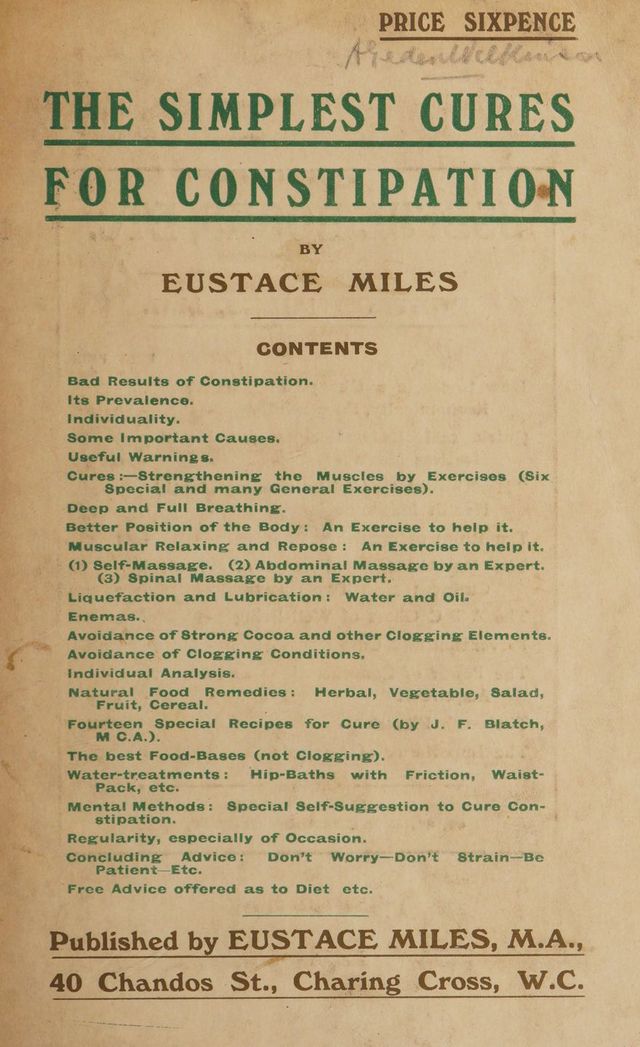 PRICE SIXPENCE
THE SIMPLEST CURES
FOR CONSTIPATION
BY
EUSTACE MILES
CONTENTS
Bad Results of Constipation.
Its Prevalence.
Individuality.
Some Important Causes.
Useful Warnings.
Cures:—Strengthening the Muscles by Exercises (Six
Special and many General Exercises).
Deep and Full Breathing.
Better Position of the Body: An Exercise to help it.
Muscular Relaxing and Repose: An Exercise to help it.
(1) Self-Massage. (2) Abdominal Massage by an Expert.
(3) Spinal Massage by an Expert.
Liquefaction and Lubrication: Water and Oil.
Enemas.
Avoidance of Strong Cocoa and other Clogging Elements.
Avoidance of Clogging Conditions.
Individual Analysis.
Natural Food Remedies: Herbal, Vegetable, Salad,
Fruit, Cereal.
Fourteen Special Recipes for Cure (by J. F. Blatch,
M C.A.).
The best Food-Bases (not Clogging).
Water-treatments: Hip-Baths with Friction, Waist-
Pack, etc.
Mental Methods: Special Self-Suggestion to Cure Con-
stipation.
Regularity, especially of Occasion.
Concluding Advice: Don't Worry—Don't Strain—Be
Patient—Etc.
Free Advice offered as to Diet etc.
Published by EUSTACE MILES, M.A.,
40 Chandos St., Charing Cross, W.C.